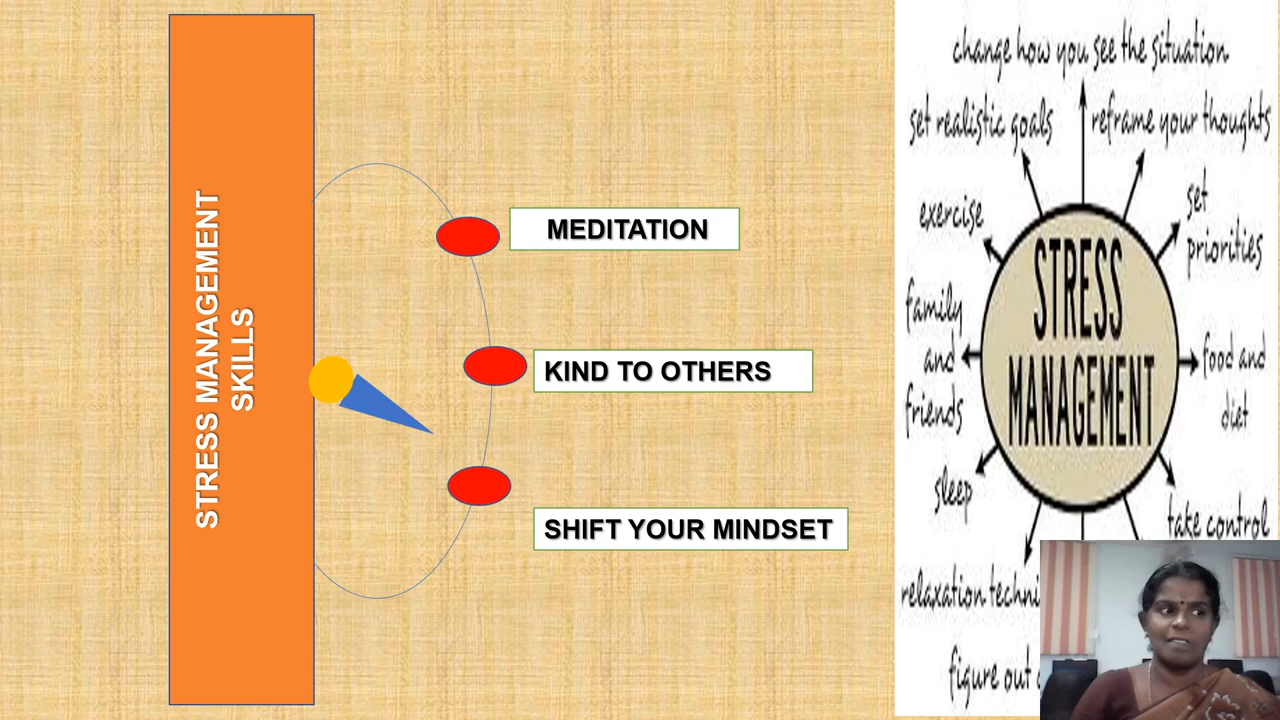 STRESS MANAGEMENT
SKILLS
MEDITATION
KIND TO OTHERS
SHIFT YOUR MINDSET
change how you see the situation
set realistic goals
reframe your thoughts
exercise
set
priorities
family
and
friends
STRESS
MANAGEMENT
food and
diet
sleep
take control
relaxation
figure out